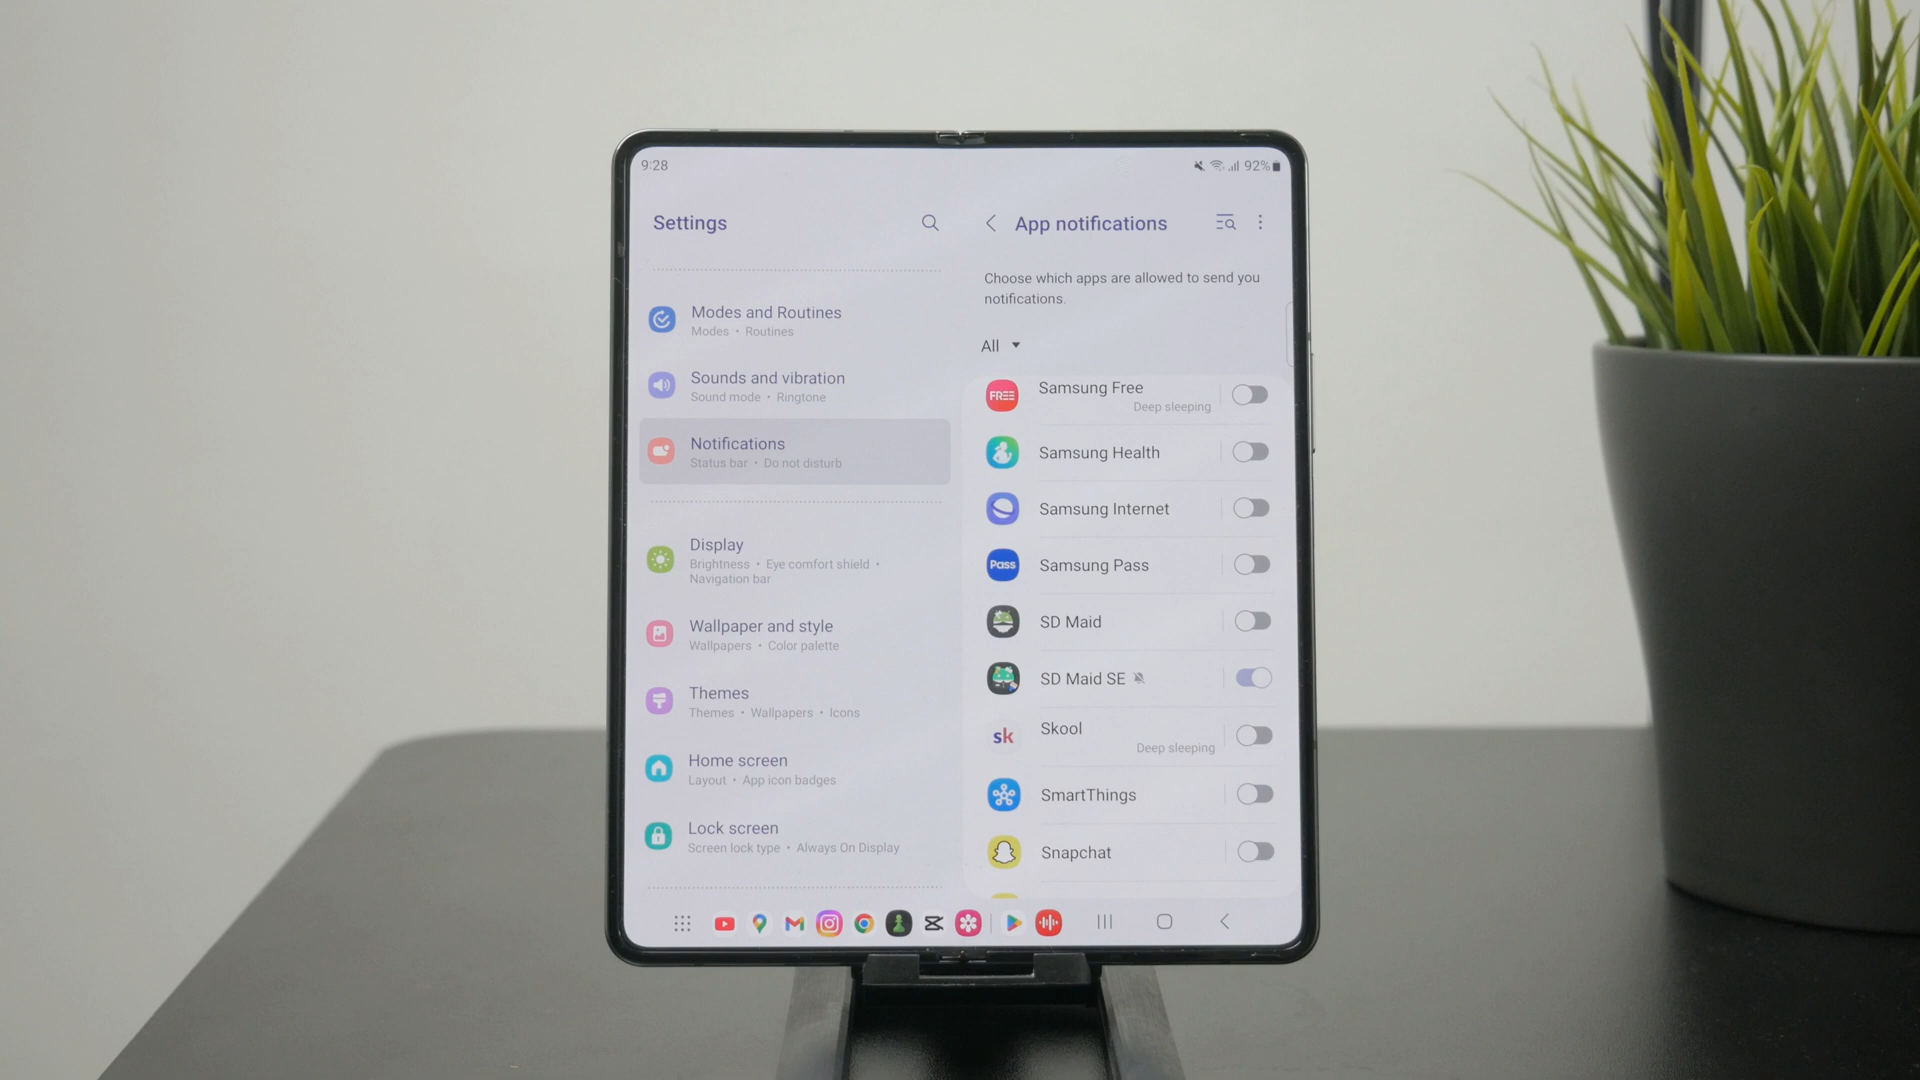 9:28
92%
Settings
Modes and Routines
Modes • Routines
Sounds and vibration
Sound mode • Ringtone
Notifications
Status bar • Do not disturb
Display
Brightness • Eye comfort shield •
Navigation bar
Wallpaper and style
Wallpapers • Color palette
Themes
Themes • Wallpapers • Icons
Home screen
Layout • App icon badges
Lock screen
Screen lock type • Always On Display
App notifications
Choose which apps are allowed to send you
notifications.
All
FREE
Samsung Free
Deep sleeping
Samsung Health
Samsung Internet
Pass
Samsung Pass
SD Maid
SD Maid SE
sk
Skool
Deep sleeping
SmartThings
Snapchat